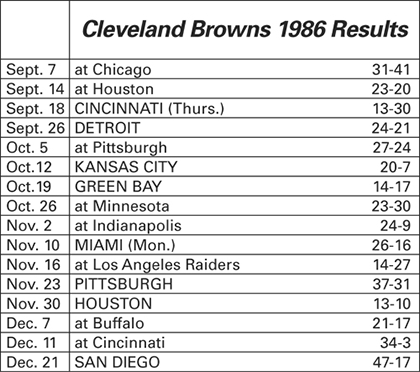 Cleveland Browns 1986 Results
Sept. 7 at Chicago 31-41
Sept. 14 at Houston 23-20
Sept. 18 CINCINNATI (Thurs.) 13-30
Sept. 26 DETROIT 24-21
Oct. 5 at Pittsburgh 27-24
Oct.12 KANSAS CITY 20-7
Oct.19 GREEN BAY 14-17
Oct. 26 at Minnesota 23-30
Nov. 2 at Indianapolis 24-9
Nov. 10 MIAMI (Mon.) 26-16
Nov. 16 at Los Angeles Raiders 14-27
Nov. 23 PITTSBURGH 37-31
Nov. 30 HOUSTON 13-10
Dec. 7 at Buffalo 21-17
Dec. 11 at Cincinnati 34-3
Dec. 21 SAN DIEGO 47-17